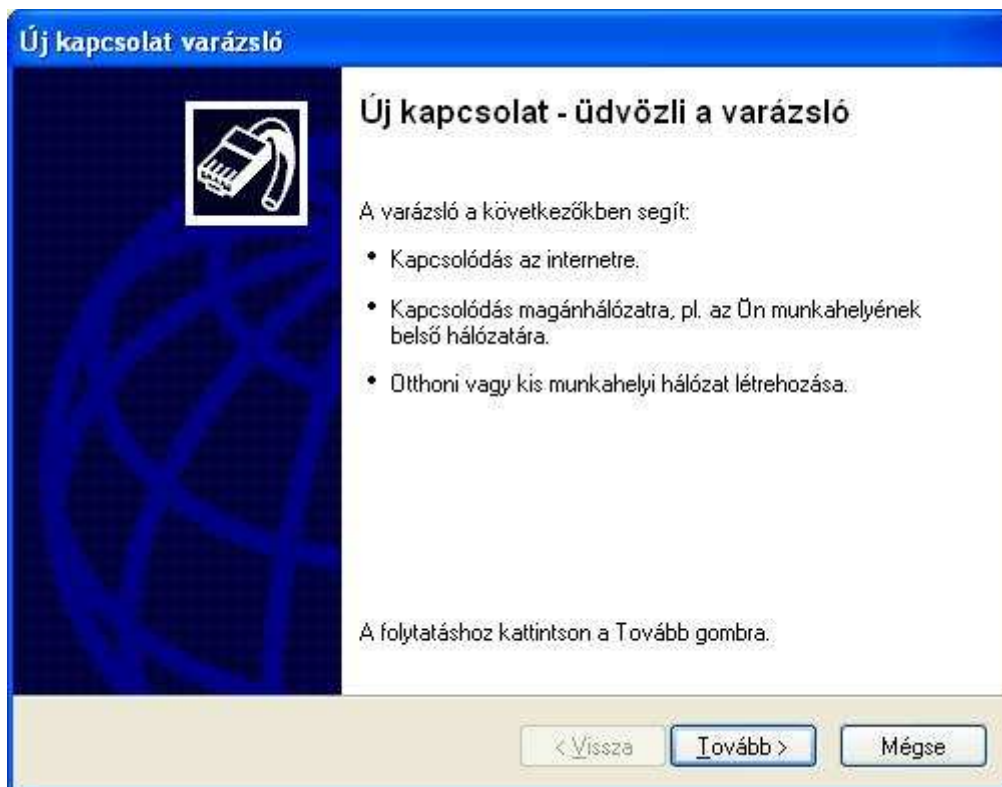 Új kapcsolat varázsló
Új kapcsolat - üdvözli a varázsló
A varázsló a következőkben segít:
• Kapcsolódás az internetre.
• Kapcsolódás magánhálózatra, pl. az Ön munkahelyének
belső hálózatára.
• Otthoni vagy kis munkahelyi hálózat létrehozása.
A folytatáshoz kattintson a Tovább gombra.
< Vissza Tovább > Mégse